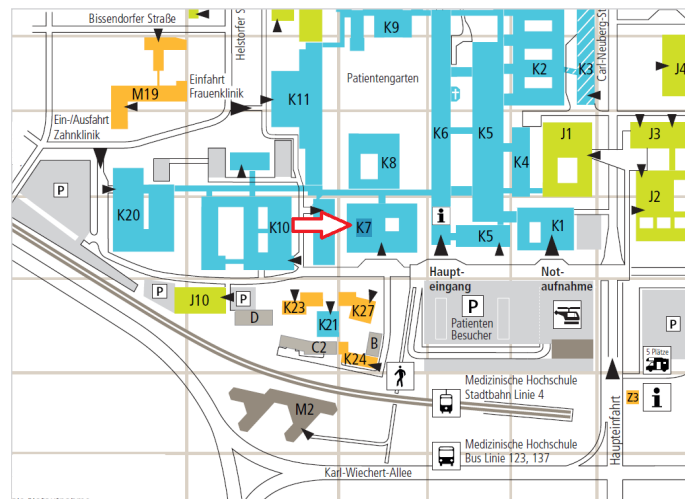 Bissendorfer Straße
Helstorfer S
K9
Carl-Neuberg-St
Patientengarten
K2
K3
J4
M19
Einfahrt
Frauenklinik
K11
Ein-/Ausfahrt
Zahnklinik
K6
K5
K4
J1
J3
K8
P
J2
K20
K10
K7
i
K5
K1
Haupt-
eingang
Not-
aufnahme
P
J10
P
D
K23
K27
K21
P
Patienten
Besucher
P
C2
B
K24
5 Plätze
Medizinische Hochschule
Stadtbahn Linie 4
M2
Z3
i
Haupteinfahrt
Medizinische Hochschule
Bus Linie 123, 137
Karl-Wiechert-Allee